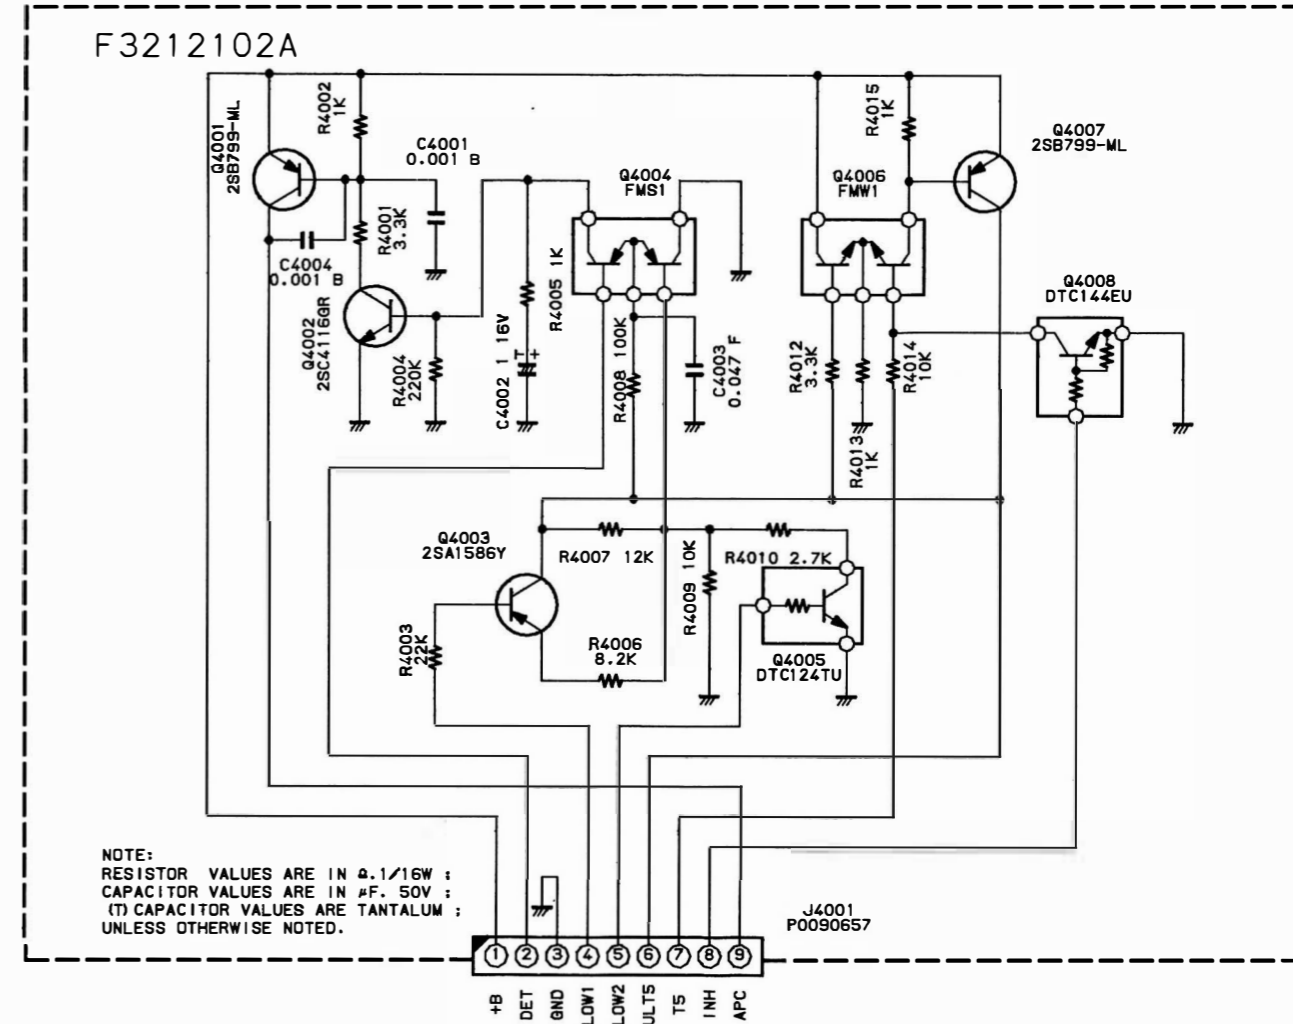 F3212102A
Q4001
2SB799-ML
R4002
1K
C4001
0.001 B
R4001
3.3K
C4004
0.001 B
Q4002
2SC4116GR
R4004
220K
C4002 1 16V
T +
R4005 1K
Q4004
FMS1
R4008 100K
C4003
0.047 F
Q4006
FMW1
R4015
1K
Q4007
2SB799-ML
R4012
3.3K
R4013
1K
R4014
10K
Q4008
DTC144EU
Q4003
2SA1586Y
R4007 12K
R4009 10K
R4010 2.7K
R4003
22K
R4006
8.2K
Q4005
DTC124TU
NOTE:
RESISTOR VALUES ARE IN Ω.1/16W ;
CAPACITOR VALUES ARE IN µF. 50V ;
(T) CAPACITOR VALUES ARE TANTALUM ;
UNLESS OTHERWISE NOTED.
J4001
P0090657
1 2 3 4 5 6 7 8 9
+B
DET
GND
LOW1
LOW2
ULT5
T5
INH
APC